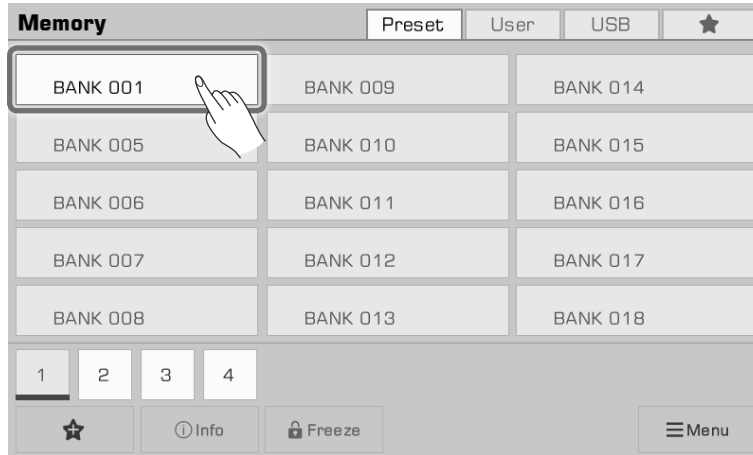 Memory Preset User USB
BANK 001 BANK 009 BANK 014
BANK 005 BANK 010 BANK 015
BANK 006 BANK 011 BANK 016
BANK 007 BANK 012 BANK 017
BANK 008 BANK 013 BANK 018
1 2 3 4
Info Freeze Menu